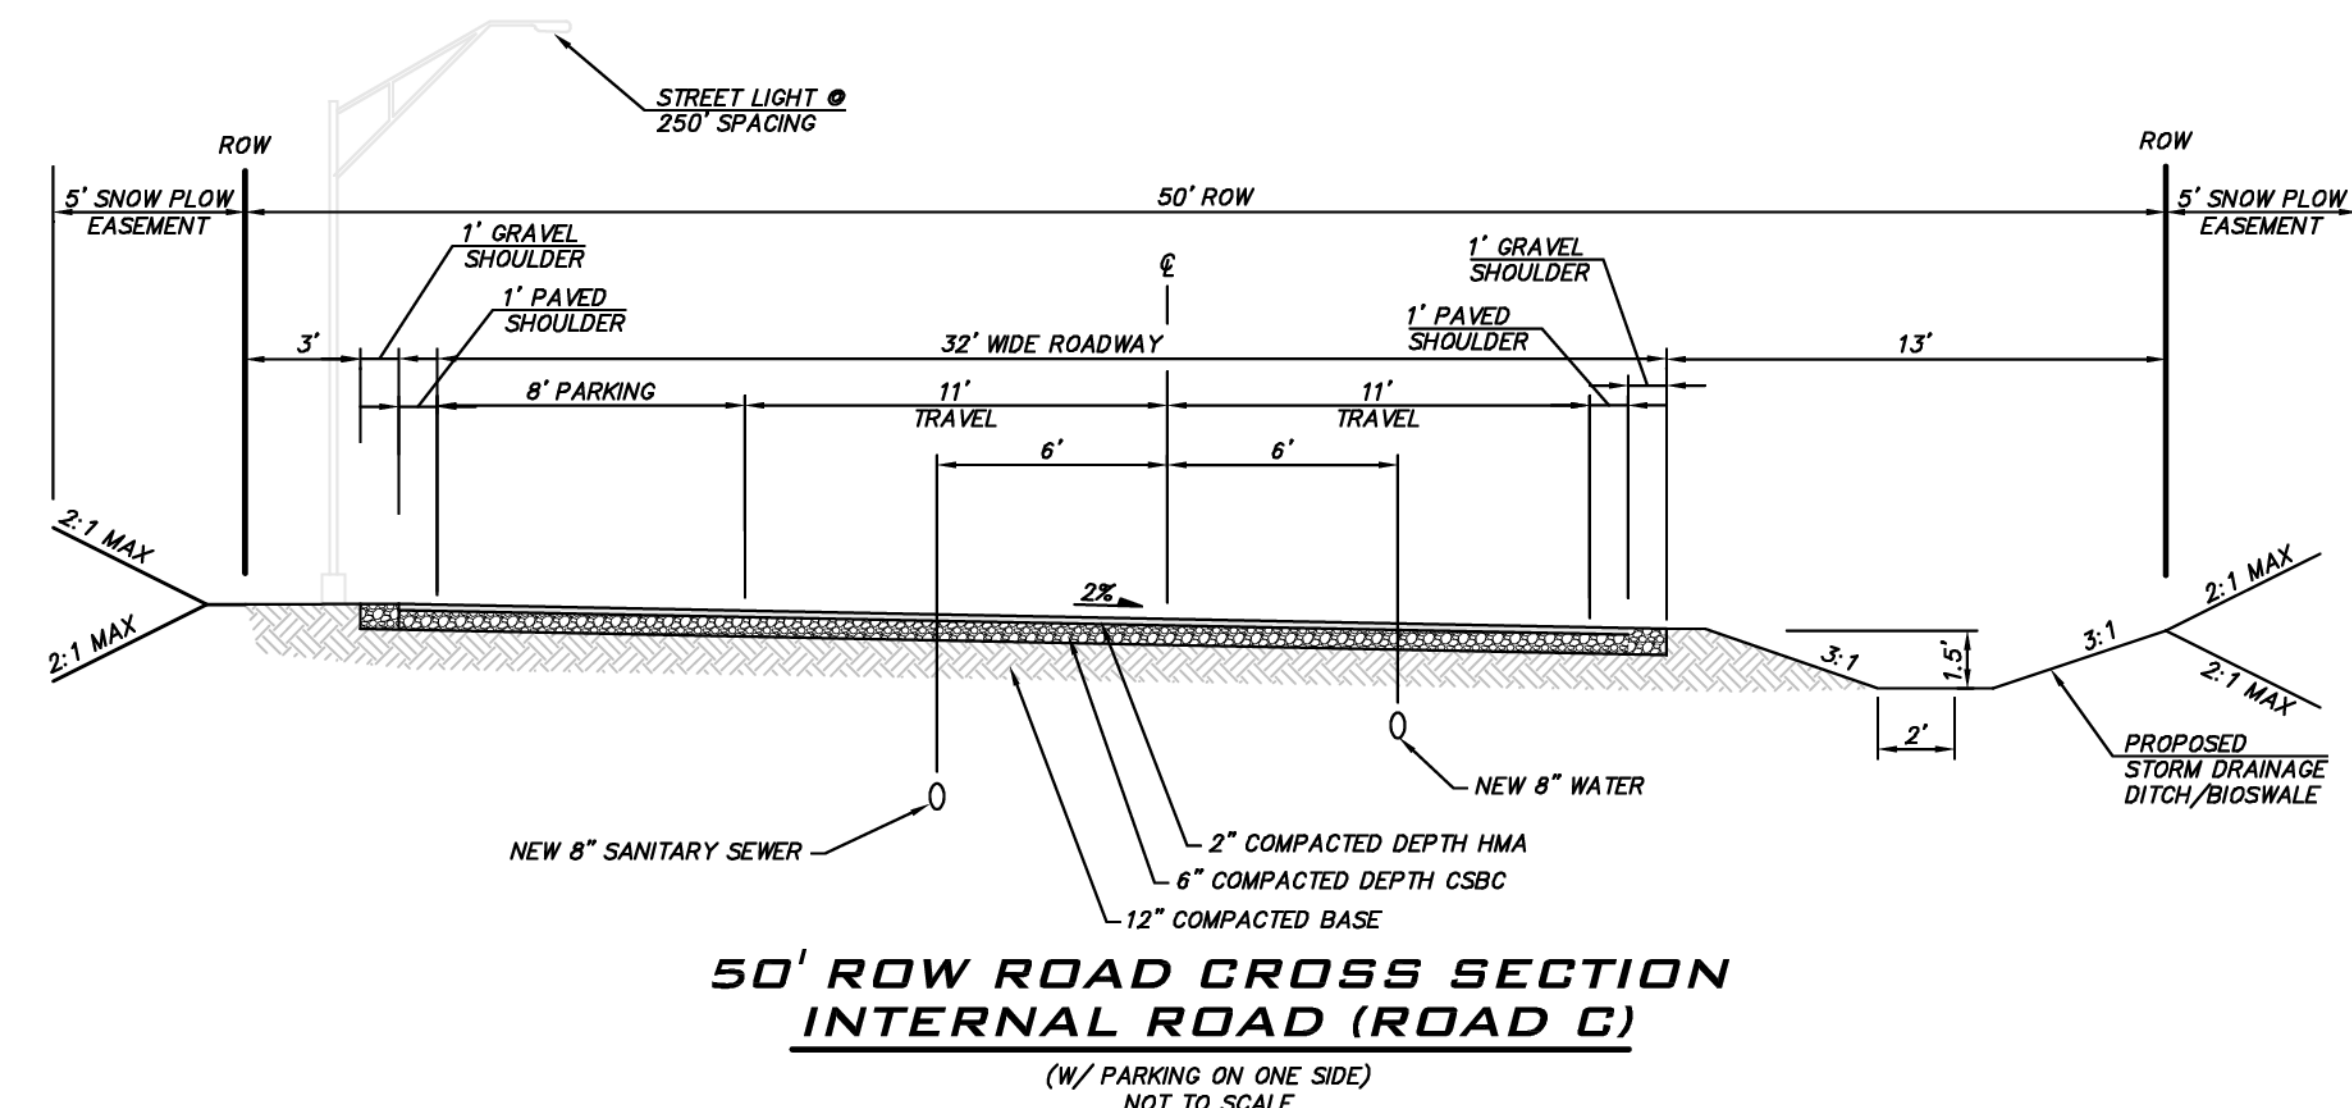 STREET LIGHT @
250' SPACING
ROW
ROW
5' SNOW PLOW
EASEMENT
50' ROW
5' SNOW PLOW
EASEMENT
1' GRAVEL
SHOULDER
℄
1' GRAVEL
SHOULDER
1' PAVED
SHOULDER
1' PAVED
SHOULDER
3'
32' WIDE ROADWAY
13'
8' PARKING
11'
TRAVEL
11'
TRAVEL
6'
6'
2:1 MAX
2:1 MAX
2%
3:1
1.5'
3:1
2:1 MAX
2:1 MAX
2'
PROPOSED
STORM DRAINAGE
DITCH/BIOSWALE
NEW 8" WATER
NEW 8" SANITARY SEWER
2" COMPACTED DEPTH HMA
6" COMPACTED DEPTH CSBC
12" COMPACTED BASE
50' ROW ROAD CROSS SECTION
INTERNAL ROAD (ROAD C)
(W/ PARKING ON ONE SIDE)
NOT TO SCALE